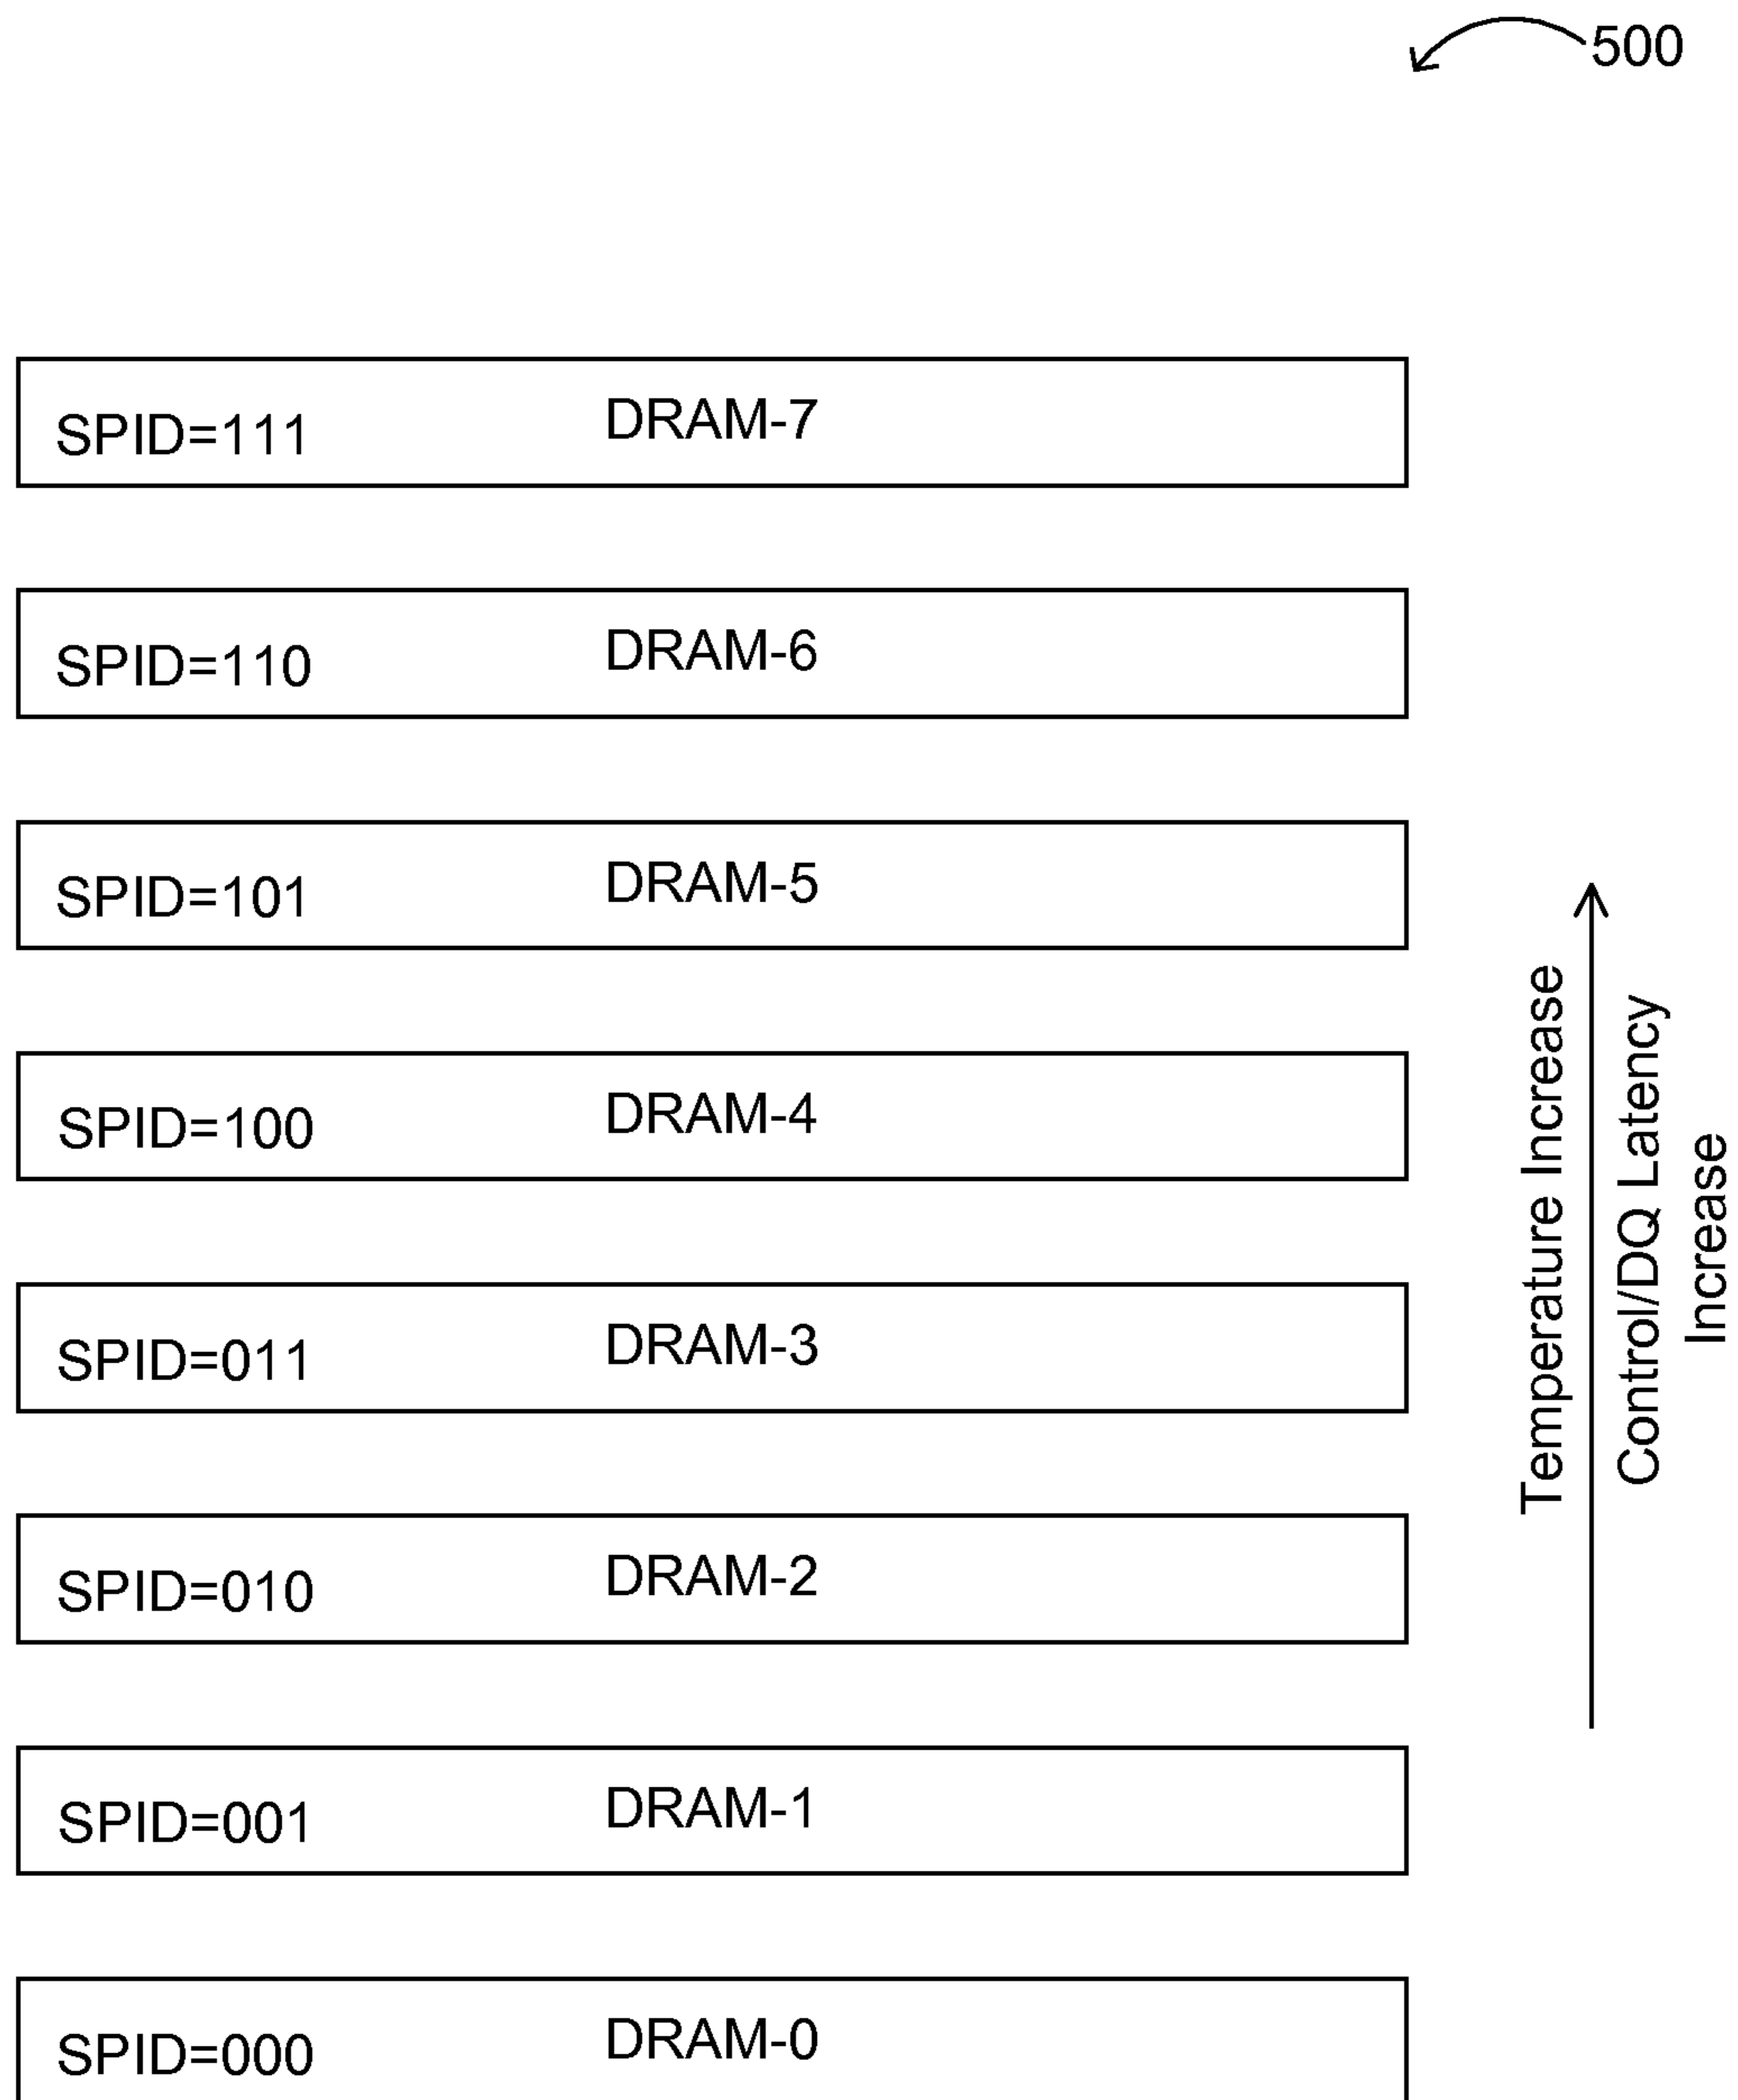 500
SPID=111 DRAM-7
SPID=110 DRAM-6
SPID=101 DRAM-5
SPID=100 DRAM-4
SPID=011 DRAM-3
SPID=010 DRAM-2
SPID=001 DRAM-1
SPID=000 DRAM-0
Temperature Increase
Control/DQ Latency
Increase